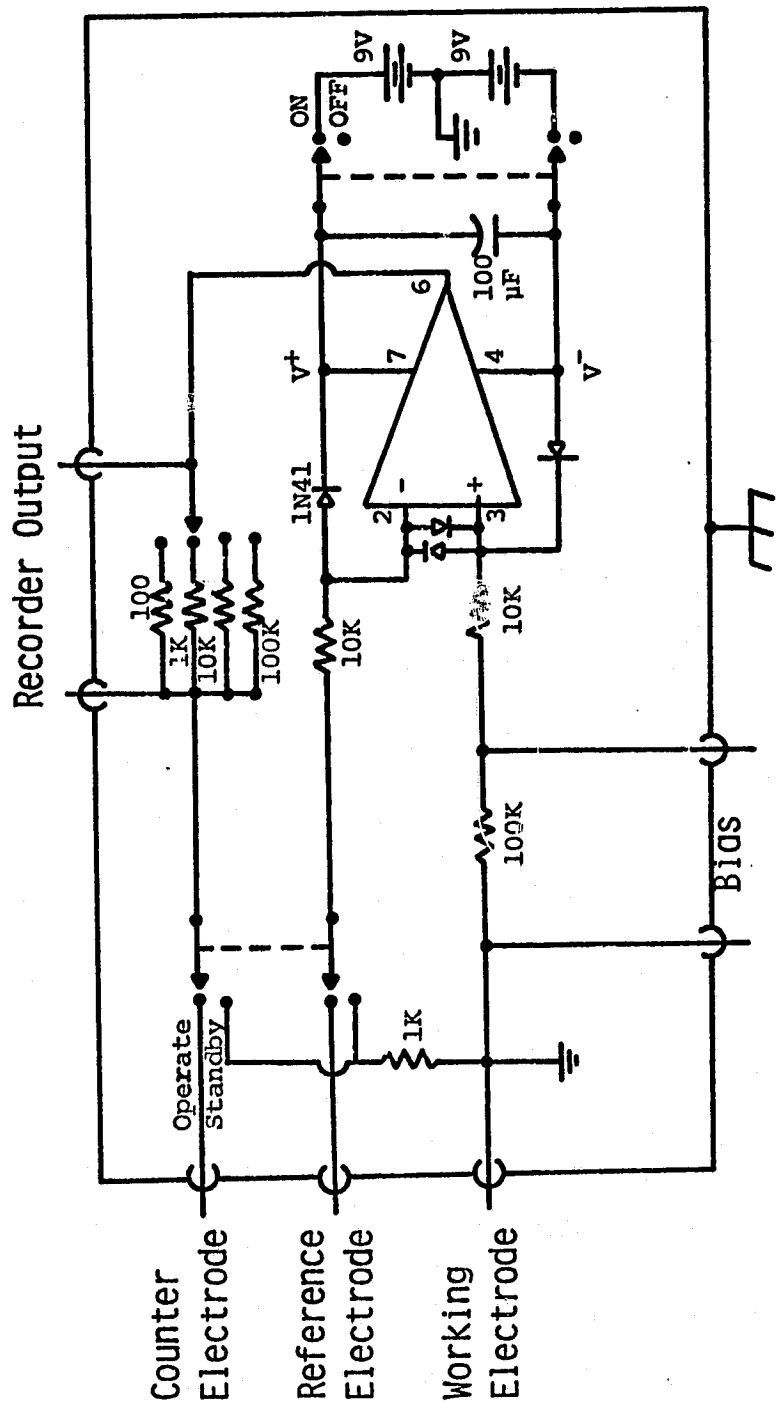 Recorder Output
ON
OFF
9V
9V
100
1K
10K
100K
1N41
V+
6
7
2
-
+
3
4
100
µF
V-
10K
10K
100K
Operate
Standby
1K
Bias
Counter
Electrode
Reference
Electrode
Working
Electrode